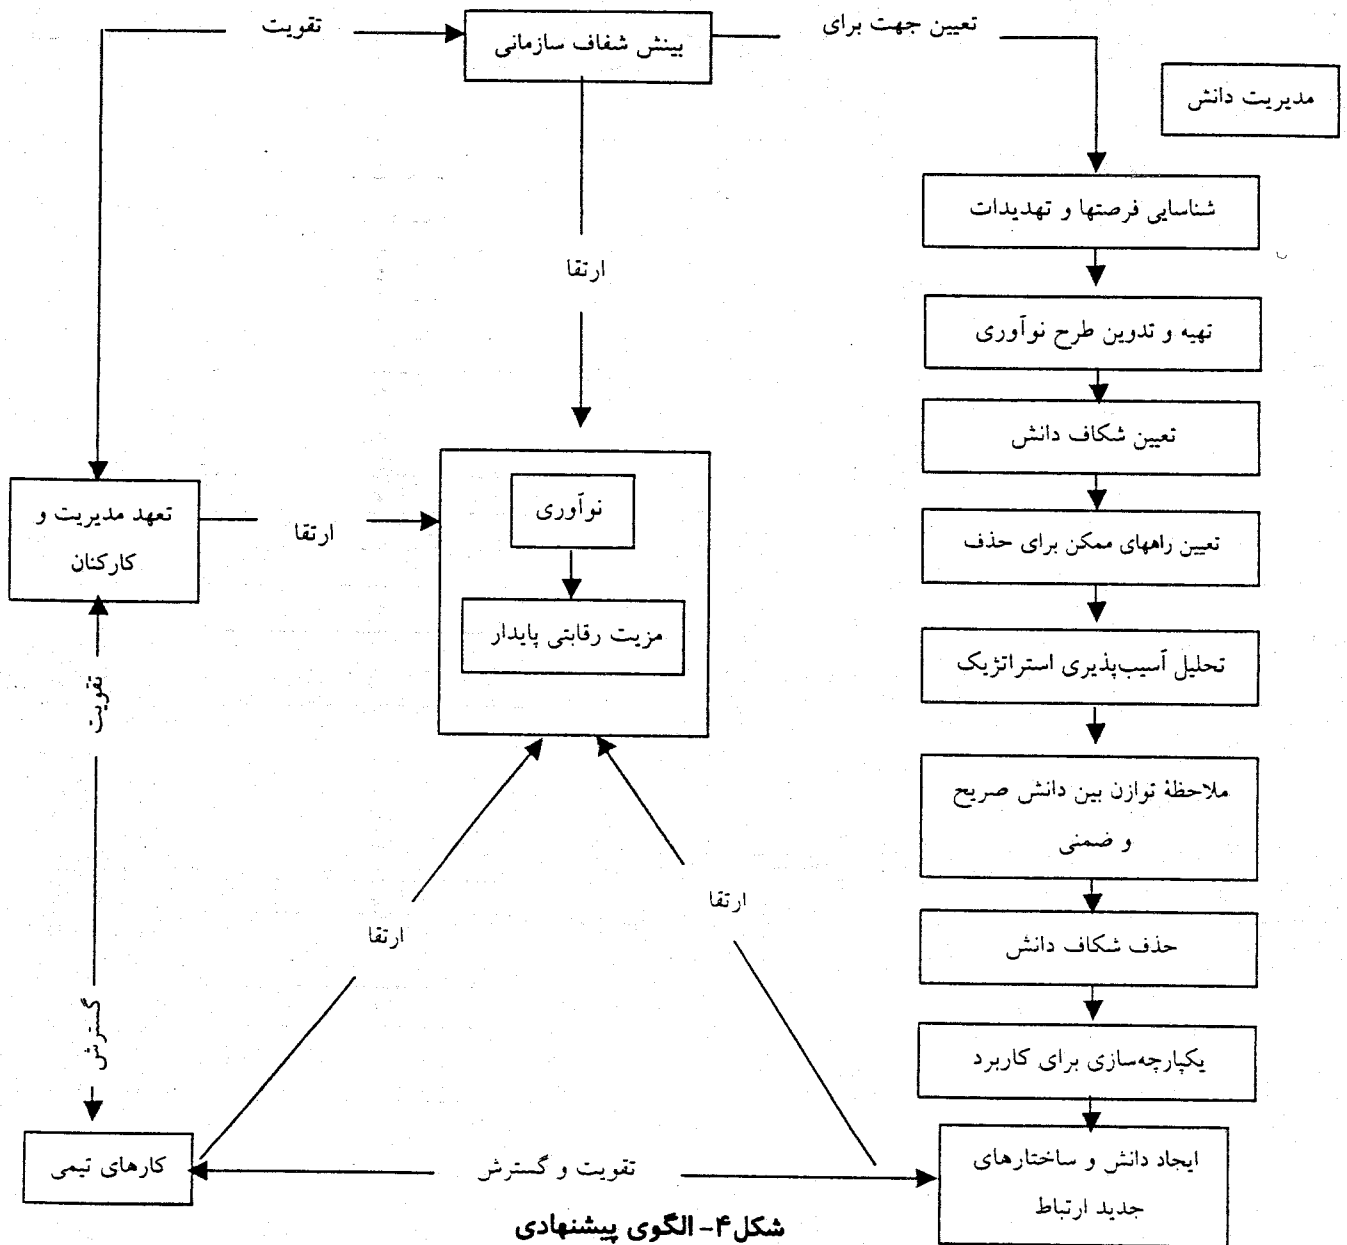 تقویت
بینش شفاف سازمانی
تعیین جهت برای
مدیریت دانش
شناسایی فرصتها و تهدیدات
ارتقا
تهیه و تدوین طرح نوآوری
تعیین شکاف دانش
تعهد مدیریت و
کارکنان
ارتقا
نوآوری
مزیت رقابتی پایدار
تعیین راههای ممکن برای حذف
تحلیل آسیب‌پذیری استراتژیک
تقویت
گسترش
ملاحظهٔ توازن بین دانش صریح
و ضمنی
ارتقا
ارتقا
حذف شکاف دانش
یکپارچه‌سازی برای کاربرد
کارهای تیمی
تقویت و گسترش
ایجاد دانش و ساختارهای
جدید ارتباط
شکل۴- الگوی پیشنهادی